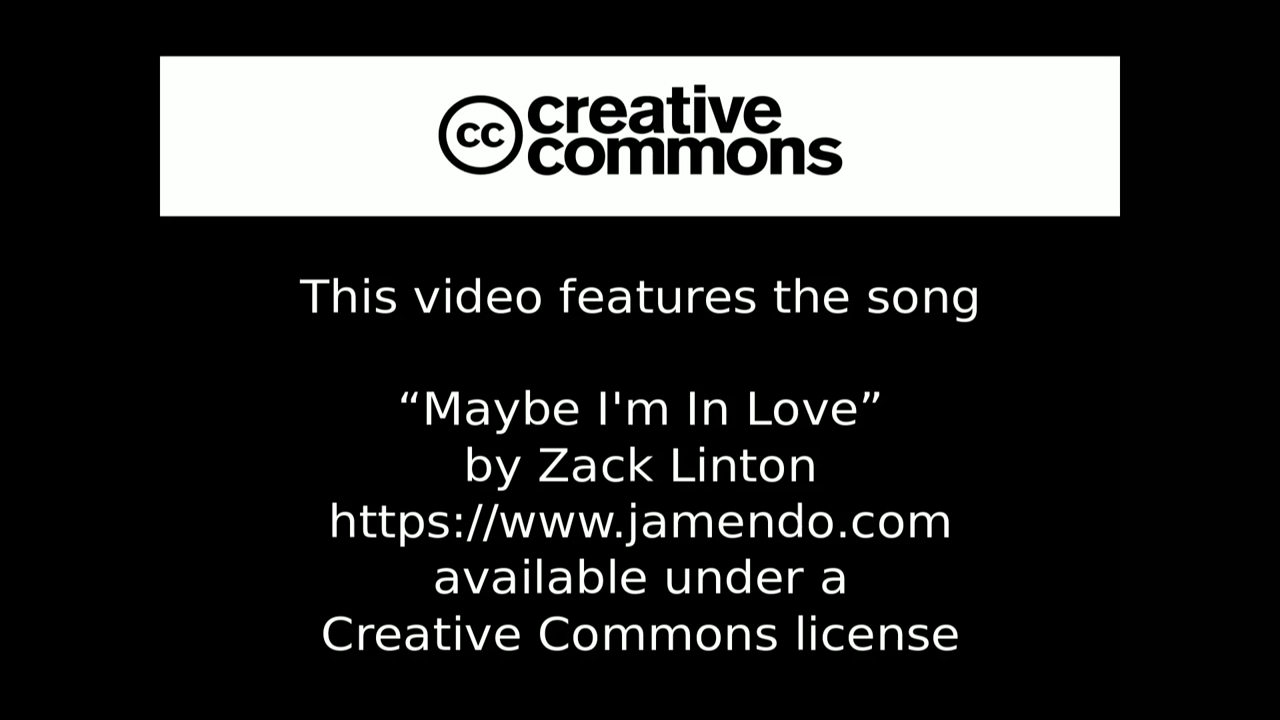 cc creative
commons
This video features the song
“Maybe I'm In Love”
by Zack Linton
https://www.jamendo.com
available under a
Creative Commons license